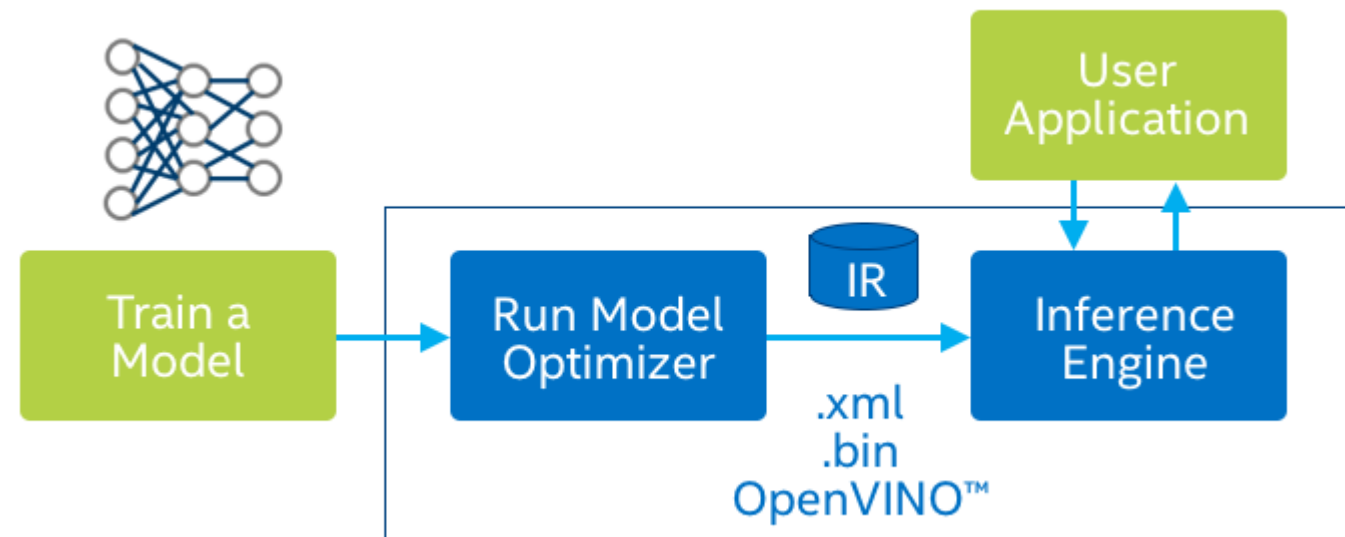 User
Application
IR
Train a
Model
Run Model
Optimizer
Inference
Engine
.xml
.bin
OpenVINO™